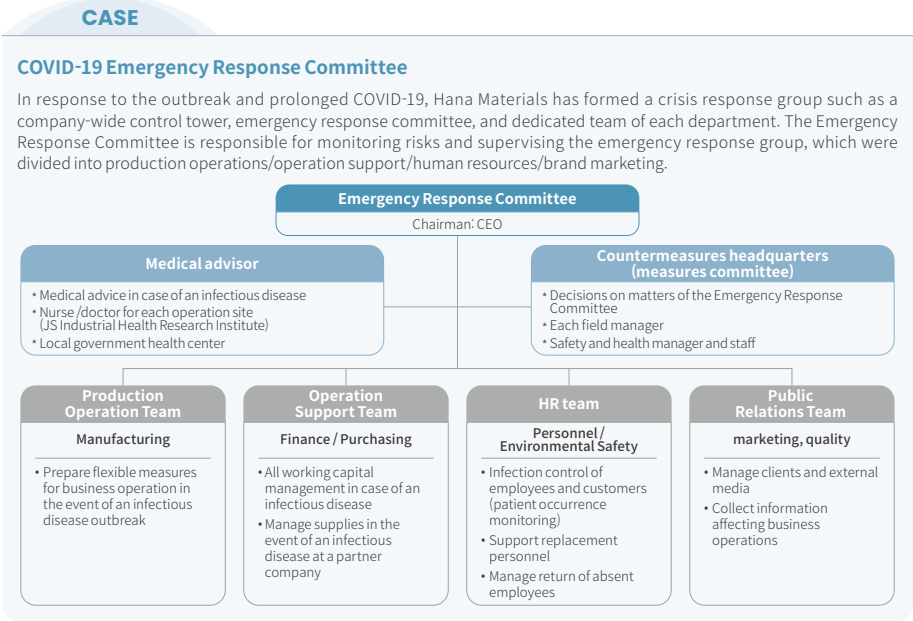 CASE
COVID-19 Emergency Response Committee
In response to the outbreak and prolonged COVID-19, Hana Materials has formed a crisis response group such as a
company-wide control tower, emergency response committee, and dedicated team of each department. The Emergency
Response Committee is responsible for monitoring risks and supervising the emergency response group, which were
divided into production operations/operation support/human resources/brand marketing.
Emergency Response Committee
Chairman: CEO
Medical advisor
* Medical advice in case of an infectious disease
* Nurse /doctor for each operation site
(JS Industrial Health Research Institute)
* Local government health center
Countermeasures headquarters
(measures committee)
* Decisions on matters of the Emergency Response
Committee
* Each field manager
* Safety and health manager and staff
Production
Operation Team
Manufacturing
• Prepare flexible measures
for business operation in
the event of an infectious
disease outbreak
Operation
Support Team
Finance / Purchasing
• All working capital
management in case of an
infectious disease
• Manage supplies in the
event of an infectious
disease at a partner
company
HR team
Personnel /
Environmental Safety
• Infection control of
employees and customers
(patient occurrence
monitoring)
• Support replacement
personnel
• Manage return of absent
employees
Public
Relations Team
marketing, quality
• Manage clients and external
media
• Collect information
affecting business
operations